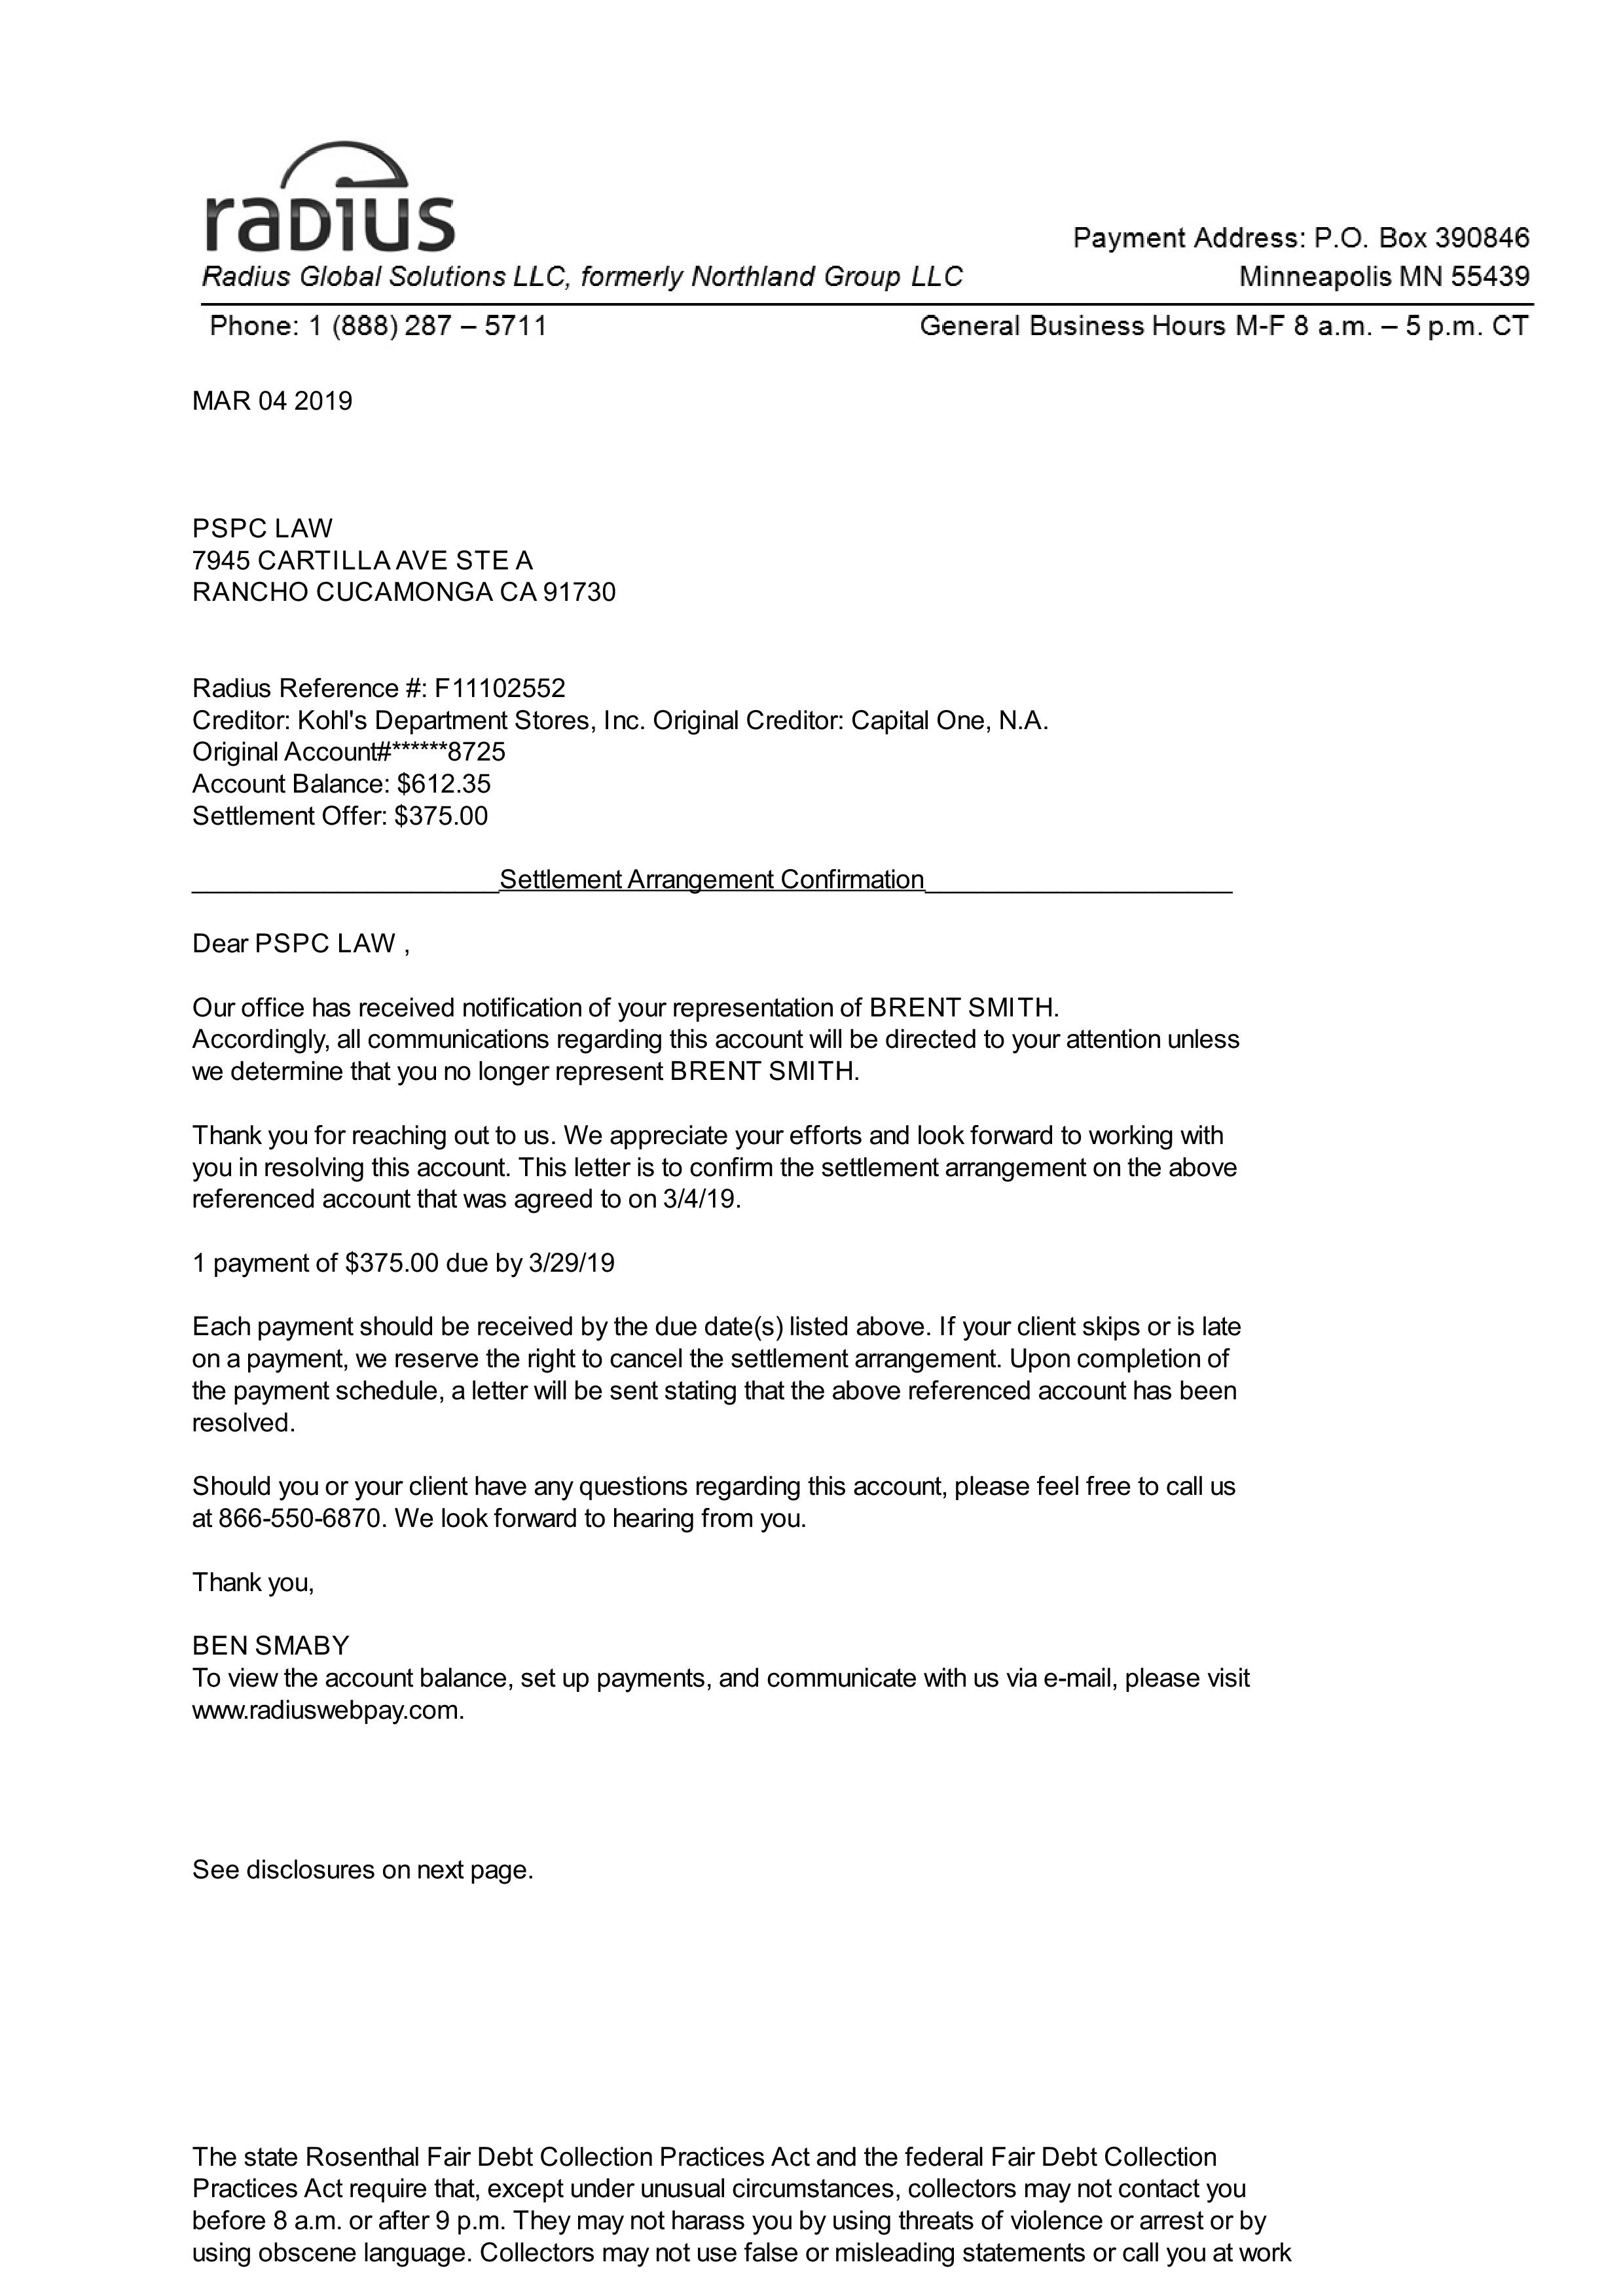 radius
Payment Address: P.O. Box 390846
Radius Global Solutions LLC, formerly Northland Group LLC
Minneapolis MN 55439
Phone: 1 (888) 287 – 5711
General Business Hours M-F 8 a.m. – 5 p.m. CT
MAR 04 2019
PSPC LAW
7945 CARTILLA AVE STE A
RANCHO CUCAMONGA CA 91730
Radius Reference #: F11102552
Creditor: Kohl's Department Stores, Inc. Original Creditor: Capital One, N.A.
Original Account#******8725
Account Balance: $612.35
Settlement Offer: $375.00
Settlement Arrangement Confirmation
Dear PSPC LAW ,
Our office has received notification of your representation of BRENT SMITH.
Accordingly, all communications regarding this account will be directed to your attention unless
we determine that you no longer represent BRENT SMITH.
Thank you for reaching out to us. We appreciate your efforts and look forward to working with
you in resolving this account. This letter is to confirm the settlement arrangement on the above
referenced account that was agreed to on 3/4/19.
1 payment of $375.00 due by 3/29/19
Each payment should be received by the due date(s) listed above. If your client skips or is late
on a payment, we reserve the right to cancel the settlement arrangement. Upon completion of
the payment schedule, a letter will be sent stating that the above referenced account has been
resolved.
Should you or your client have any questions regarding this account, please feel free to call us
at 866-550-6870. We look forward to hearing from you.
Thank you,
BEN SMABY
To view the account balance, set up payments, and communicate with us via e-mail, please visit
www.radiuswebpay.com.
See disclosures on next page.
The state Rosenthal Fair Debt Collection Practices Act and the federal Fair Debt Collection
Practices Act require that, except under unusual circumstances, collectors may not contact you
before 8 a.m. or after 9 p.m. They may not harass you by using threats of violence or arrest or by
using obscene language. Collectors may not use false or misleading statements or call you at work